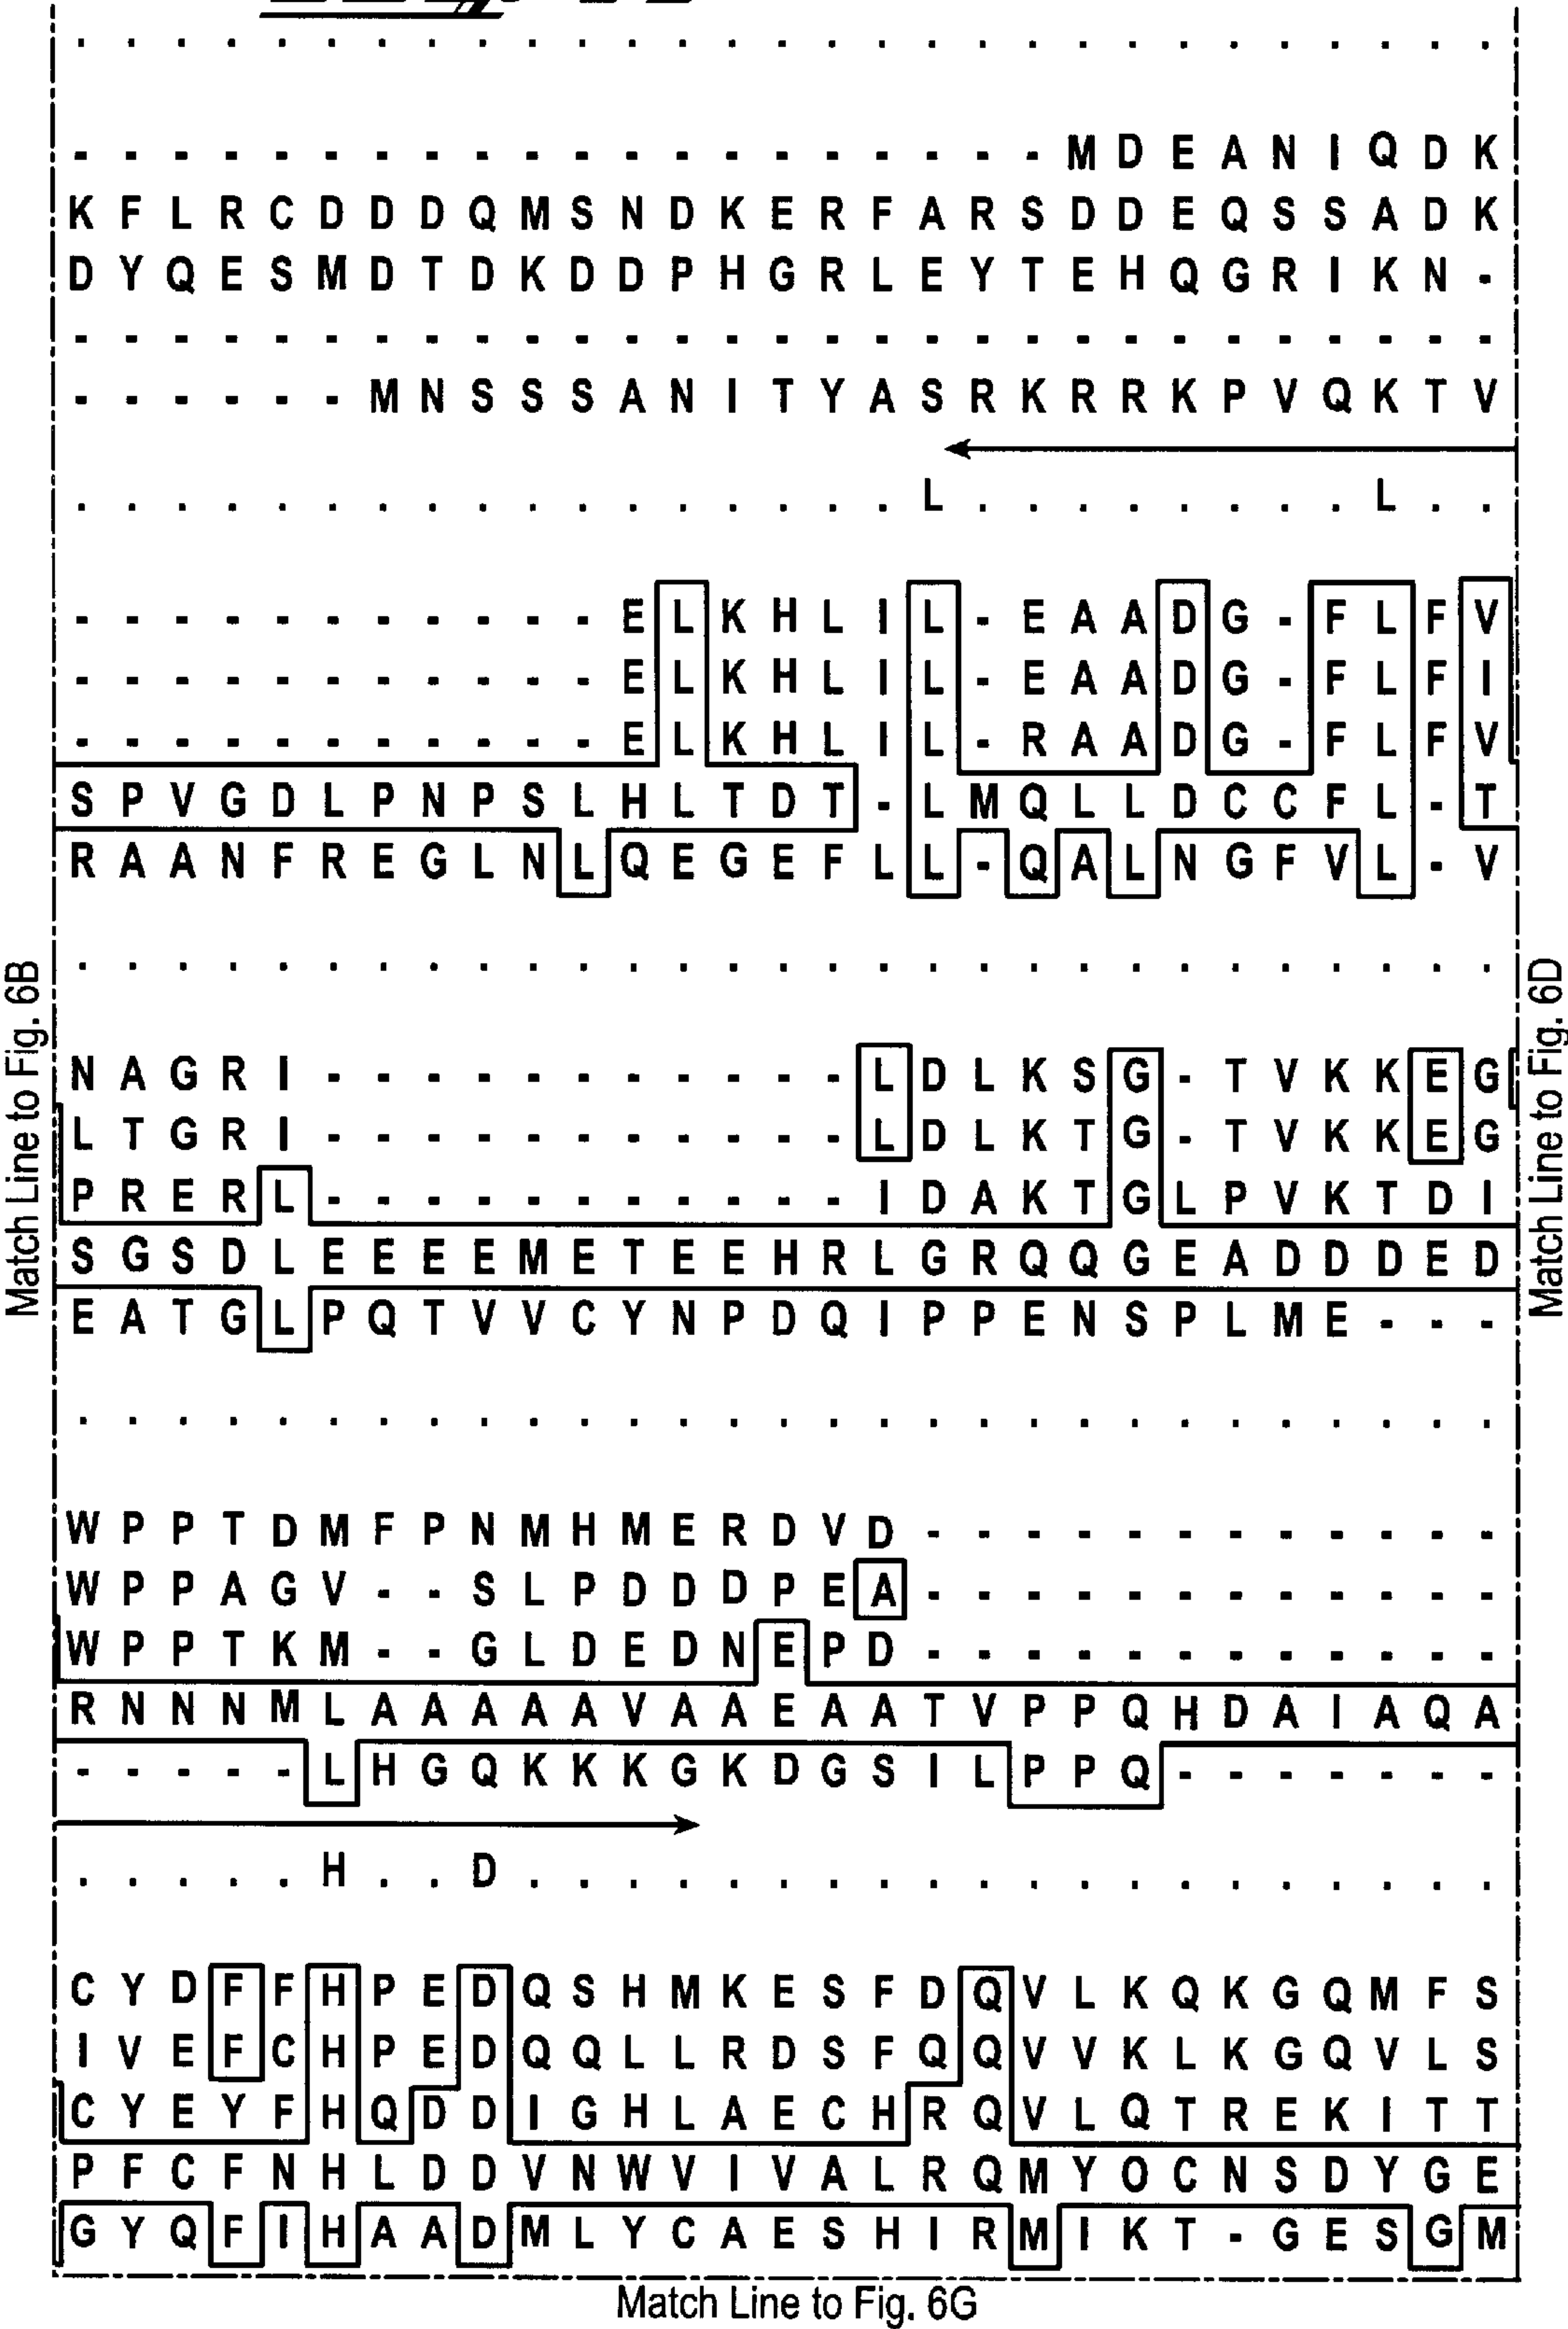 . . . . . . . . . . . . . . . . . . . . . . . . . . . . .
- - - - - - - - - - - - - - - - - - - - M D E A N I Q D K
K F L R C D D D Q M S N D K E R F A R S D D E Q S S A D K
D Y Q E S M D T D K D D P H G R L E Y T E H Q G R I K N -
- - - - - - - - - - - - - - - - - - - - - - - - - - - - -
- - - - - - M N S S S A N I T Y A S R K R R K P V Q K T V
. . . . . . . . . . . . . . . . . L . . . . . . . . L . .
- - - - - - - - - - - E L K H L I L - E A A D G - F L F V
- - - - - - - - - - - E L K H L I L - E A A D G - F L F I
- - - - - - - - - - - E L K H L I L - R A A D G - F L F V
S P V G D L P N P S L H L T D T - L M Q L L D C C F L - T
R A A N F R E G L N L Q E G E F L L - Q A L N G F V L - V
. . . . . . . . . . . . . . . . . . . . . . . . . . . . .
Match Line to Fig. 6B
Match Line to Fig. 6D
N A G R I - - - - - - - - - - - L D L K S G - T V K K E G
L T G R I - - - - - - - - - - - L D L K T G - T V K K E G
P R E R L - - - - - - - - - - - I D A K T G L P V K T D I
S G S D L E E E E M E T E E H R L G R Q Q G E A D D D E D
E A T G L P Q T V V C Y N P D Q I P P E N S P L M E - - -
. . . . . . . . . . . . . . . . . . . . . . . . . . . . .
W P P T D M F P N M H M E R D V D - - - - - - - - - - - -
W P P A G V - - S L P D D D P E A - - - - - - - - - - - -
W P P T K M - - G L D E D N E P D - - - - - - - - - - - -
R N N N M L A A A A A V A A E A A T V P P Q H D A I A Q A
- - - - - L H G Q K K K G K D G S I L P P Q - - - - - - -
. . . . . H . . D . . . . . . . . . . . . . . . . . . . .
C Y D F F H P E D Q S H M K E S F D Q V L K Q K G Q M F S
I V E F C H P E D Q Q L L R D S F Q Q V V K L K G Q V L S
C Y E Y F H Q D D I G H L A E C H R Q V L Q T R E K I T T
P F C F N H L D D V N W V I V A L R Q M Y O C N S D Y G E
G Y Q F I H A A D M L Y C A E S H I R M I K T - G E S G M
Match Line to Fig. 6G